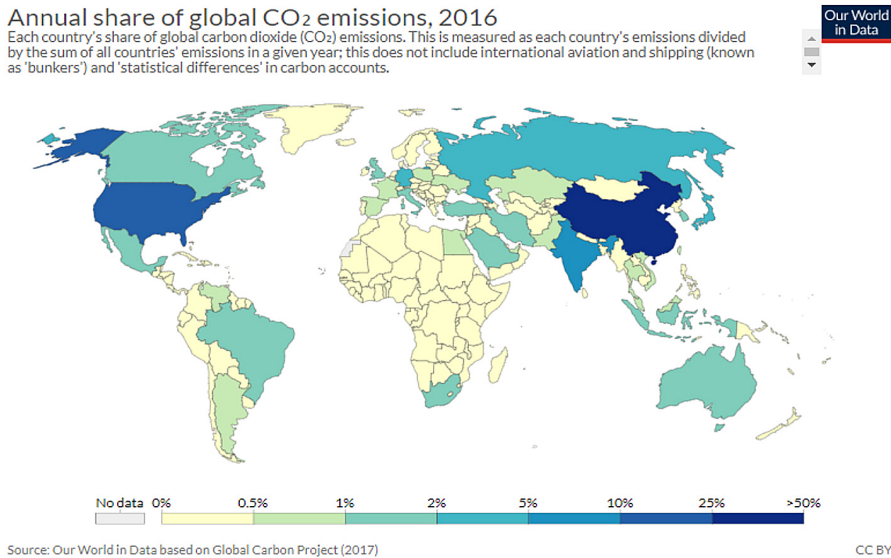 Annual share of global CO₂ emissions, 2016
Our World
in Data
Each country's share of global carbon dioxide (CO₂) emissions. This is measured as each country's emissions divided
by the sum of all countries' emissions in a given year; this does not include international aviation and shipping (known
as 'bunkers') and 'statistical differences' in carbon accounts.
No data 0% 0.5% 1% 2% 5% 10% 25% >50%
Source: Our World in Data based on Global Carbon Project (2017) CC BY